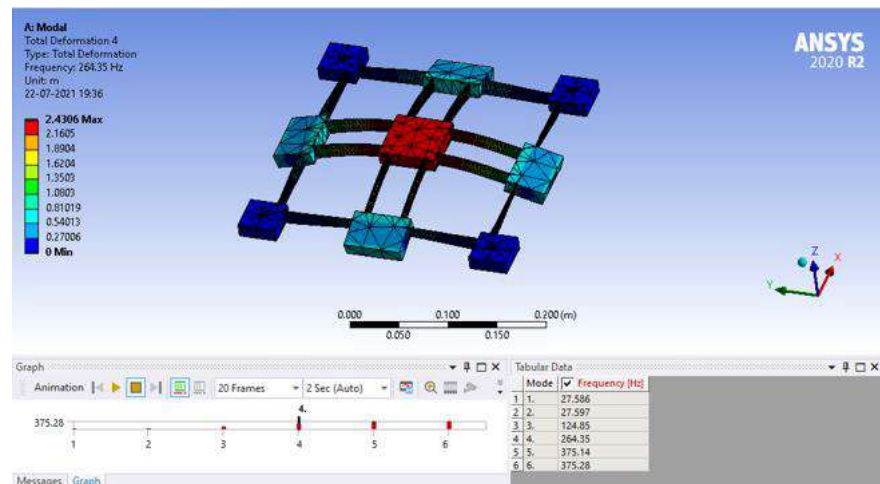 A: Modal
Total Deformation 4
Type: Total Deformation
Frequency: 264.35 Hz
Unit: m
22-07-2021 19:36
2.4306 Max
2.1605
1.8904
1.6204
1.3503
1.0803
0.81019
0.54013
0.27006
0 Min
ANSYS
2020 R2
Z
X
Y
0.000 0.100 0.200 (m)
0.050 0.150
Graph
Animation 20 Frames 2 Sec (Auto)
4.
375.28
1 2 3 4 5 6
Messages Graph
Tabular Data
Mode Frequency [Hz]
1 1. 27.586
2 2. 27.597
3 3. 124.85
4 4. 264.35
5 5. 375.14
6 6. 375.28